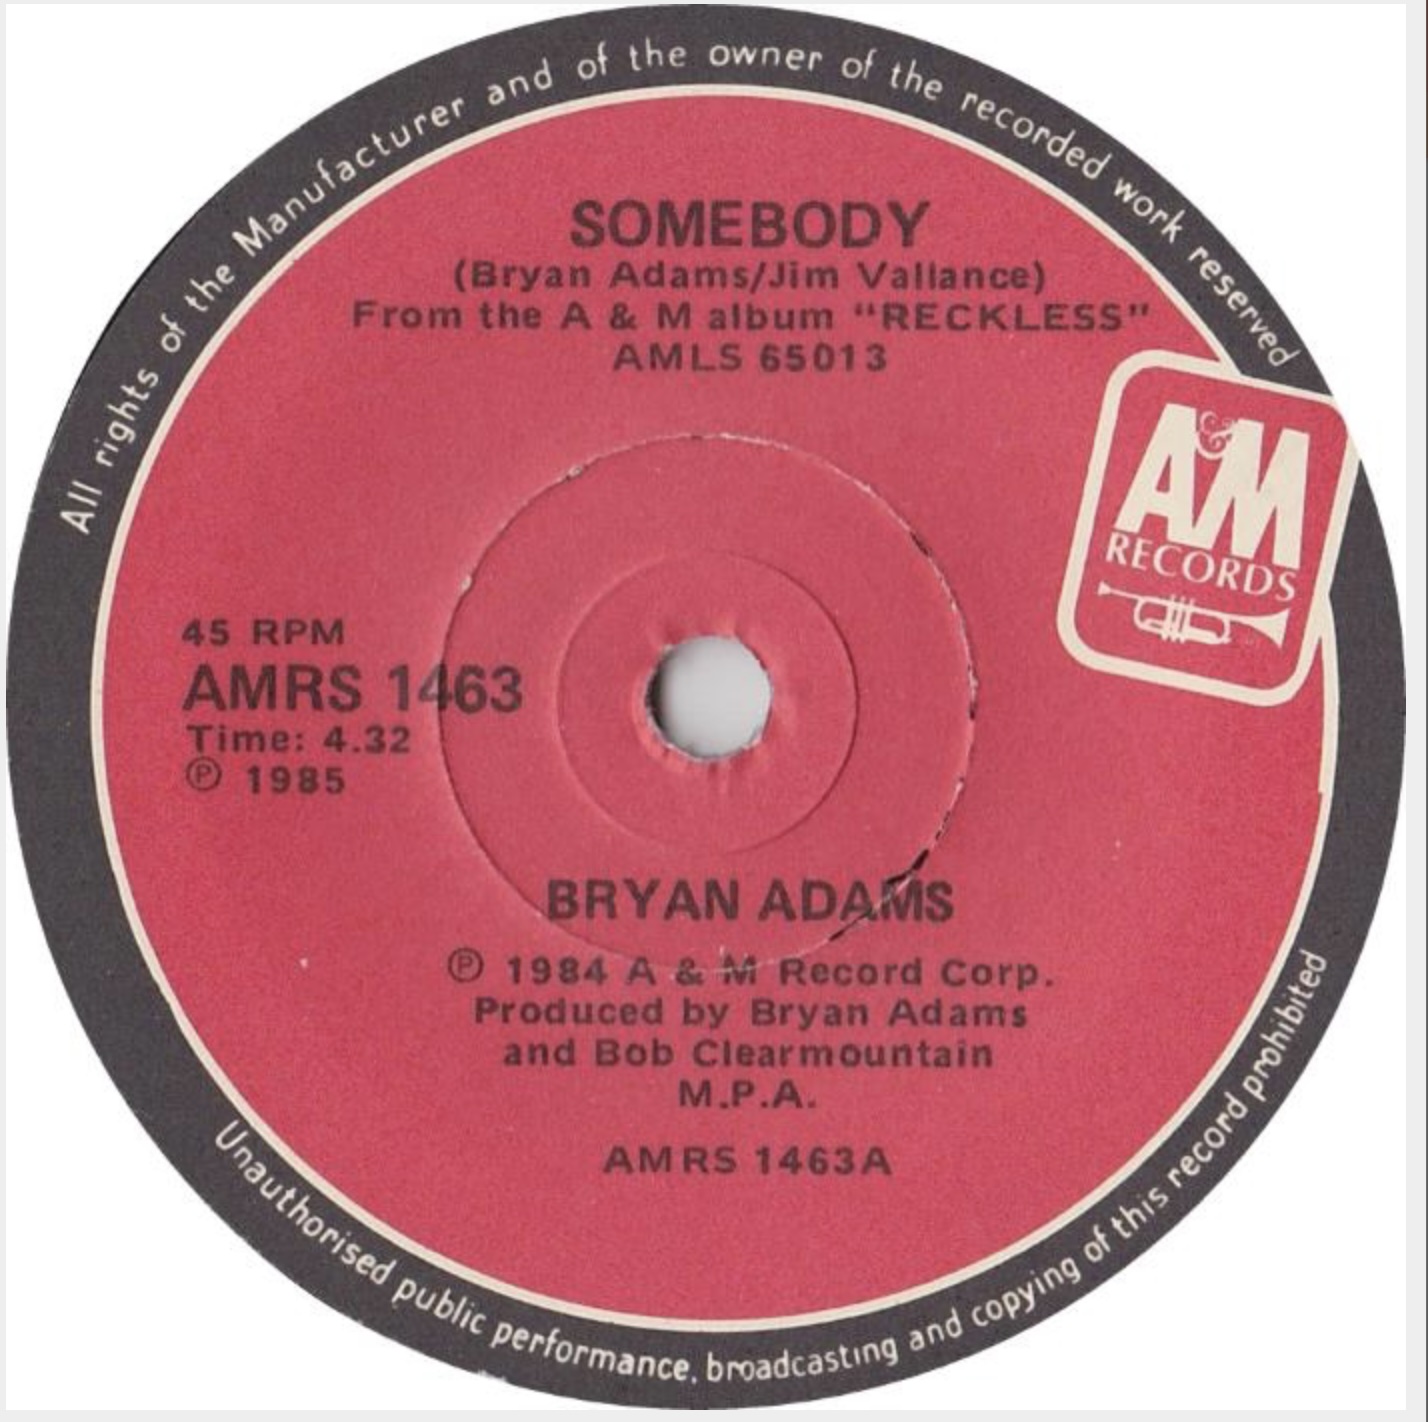 All rights of the Manufacturer and of the owner of the recorded work reserved
SOMEBODY
(Bryan Adams/Jim Vallance)
From the A & M album "RECKLESS"
AMLS 65013
A&M
RECORDS
45 RPM
AMRS 1463
Time: 4.32
℗ 1985
BRYAN ADAMS
℗ 1984 A & M Record Corp.
Produced by Bryan Adams
and Bob Clearmountain
M.P.A.
AMRS 1463A
Unauthorised public performance, broadcasting and copying of this record prohibited